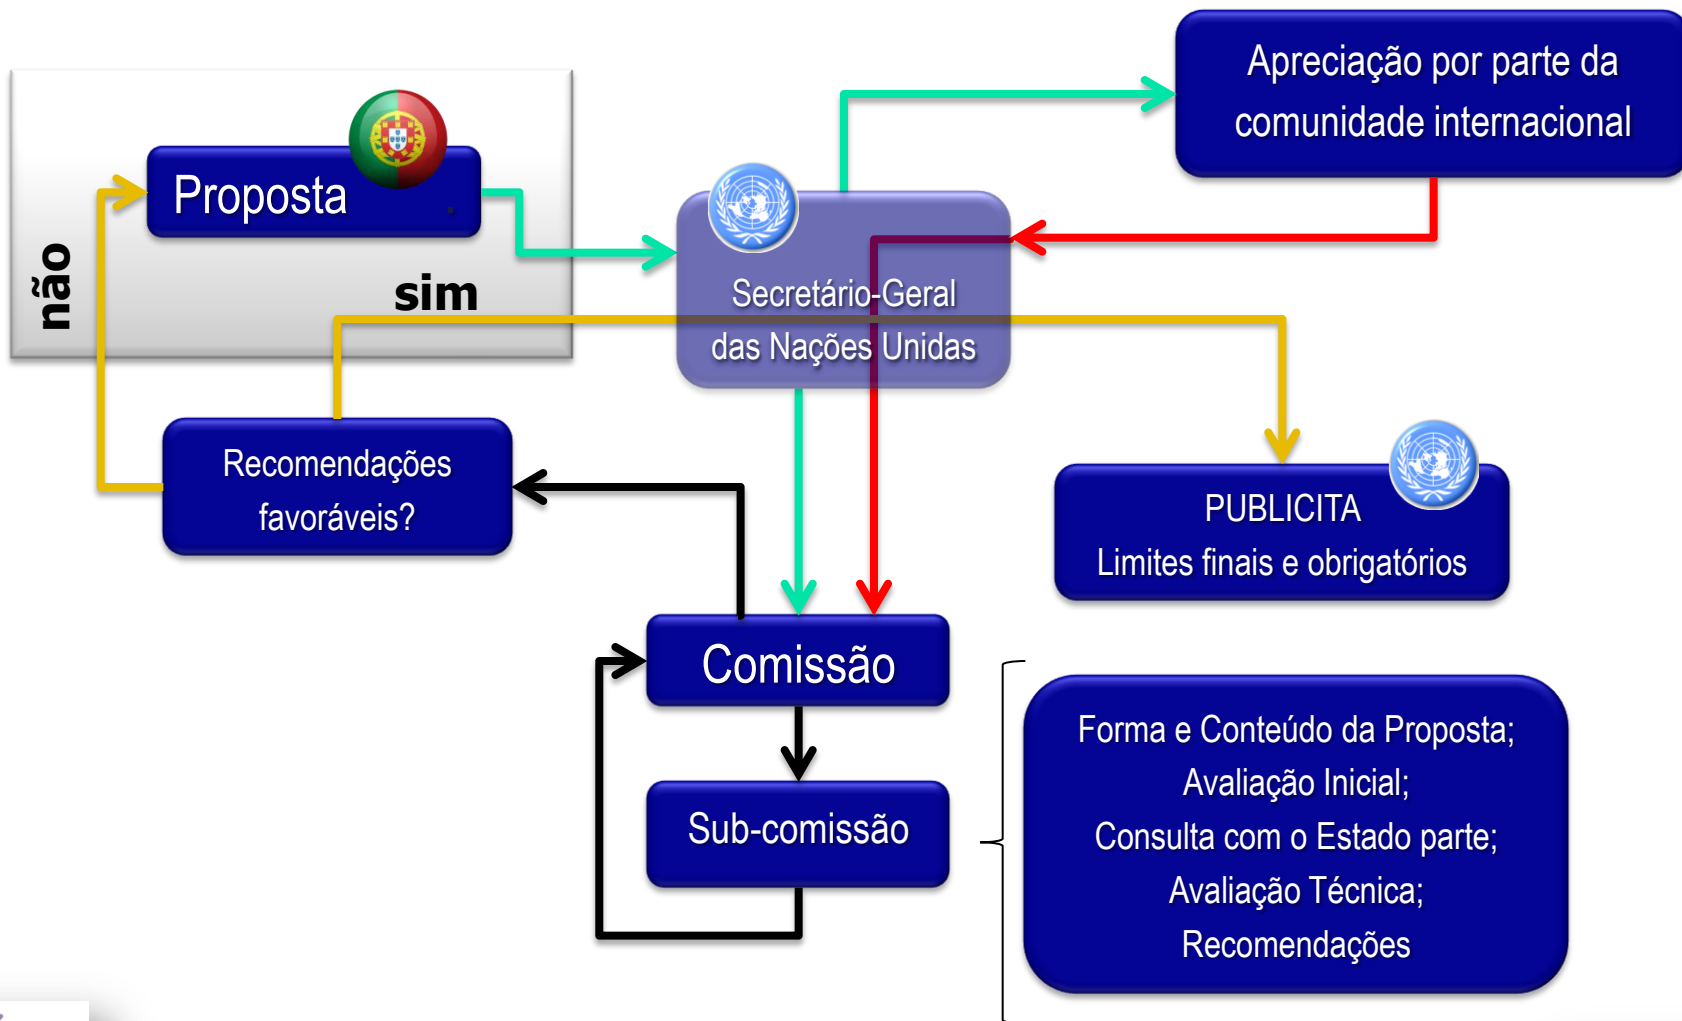 Apreciação por parte da
comunidade internacional
Proposta
não
sim
Secretário-Geral
das Nações Unidas
Recomendações
favoráveis?
PUBLICITA
Limites finais e obrigatórios
Comissão
Sub-comissão
Forma e Conteúdo da Proposta;
Avaliação Inicial;
Consulta com o Estado parte;
Avaliação Técnica;
Recomendações